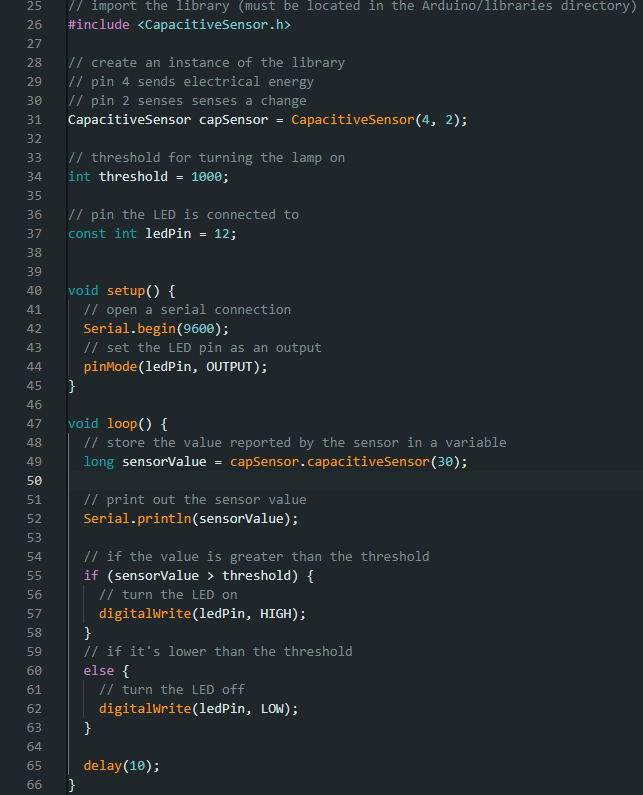 25 // import the library (must be located in the Arduino/libraries directory)
26 #include <CapacitiveSensor.h>
27
28 // create an instance of the library
29 // pin 4 sends electrical energy
30 // pin 2 senses senses a change
31 CapacitiveSensor capSensor = CapacitiveSensor(4, 2);
32
33 // threshold for turning the lamp on
34 int threshold = 1000;
35
36 // pin the LED is connected to
37 const int ledPin = 12;
38
39
40 void setup() {
41   // open a serial connection
42   Serial.begin(9600);
43   // set the LED pin as an output
44   pinMode(ledPin, OUTPUT);
45 }
46
47 void loop() {
48   // store the value reported by the sensor in a variable
49   long sensorValue = capSensor.capacitiveSensor(30);
50
51   // print out the sensor value
52   Serial.println(sensorValue);
53
54   // if the value is greater than the threshold
55   if (sensorValue > threshold) {
56     // turn the LED on
57     digitalWrite(ledPin, HIGH);
58   }
59   // if it's lower than the threshold
60   else {
61     // turn the LED off
62     digitalWrite(ledPin, LOW);
63   }
64
65   delay(10);
66 }